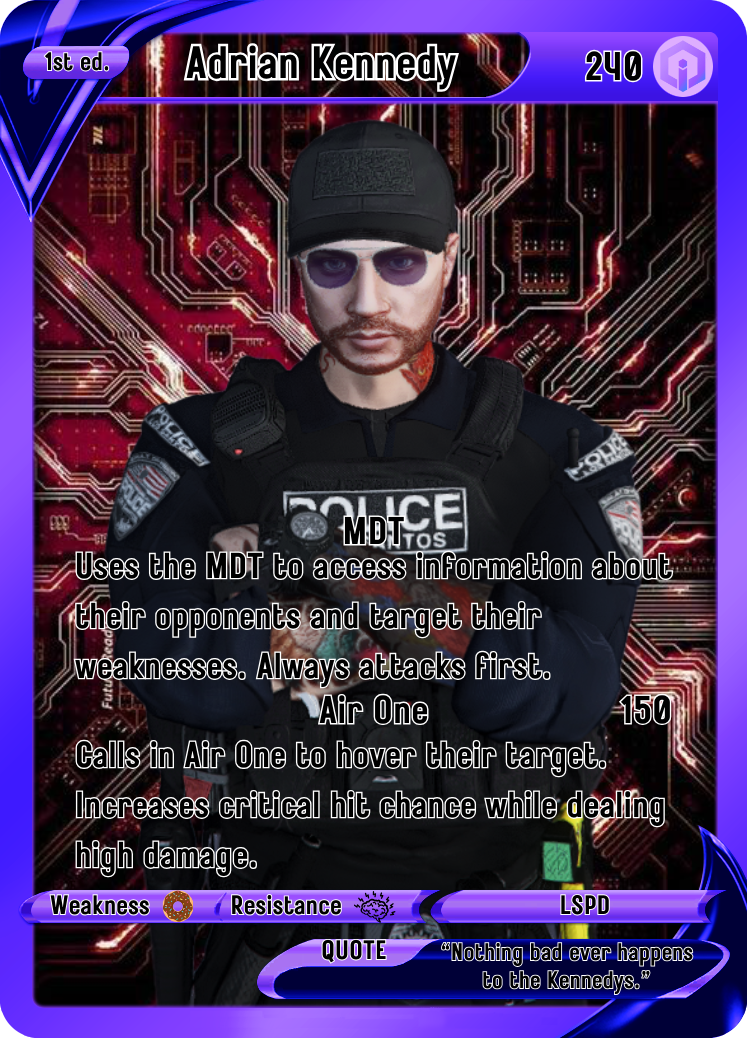 1st ed.
Adrian Kennedy
240
POLICE
POLICE
POLICE
MDT
Uses the MDT to access information about
their opponents and target their
weaknesses. Always attacks first.
Air One
150
Calls in Air One to hover their target.
Increases critical hit chance while dealing
high damage.
Weakness
Resistance
LSPD
QUOTE
“Nothing bad ever happens
to the Kennedys.”